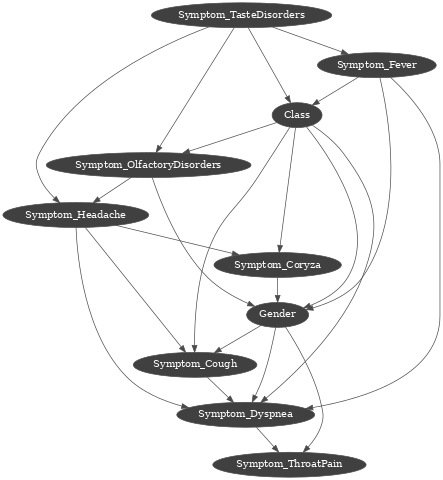 Symptom_TasteDisorders
Symptom_Fever
Class
Symptom_OlfactoryDisorders
Symptom_Headache
Symptom_Coryza
Gender
Symptom_Cough
Symptom_Dyspnea
Symptom_ThroatPain